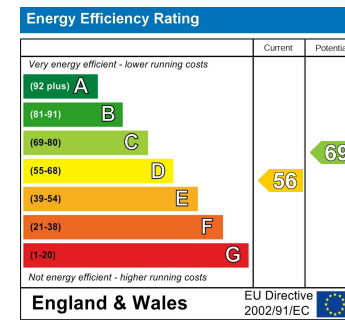 Energy Efficiency Rating
Current
Very energy efficient - lower running costs
(92 plus) A
(81-91) B
(69-80) C
69
(55-68) D
56
(39-54) E
(21-38) F
(1-20) G
Not energy efficient - higher running costs
England & Wales
EU Directive
2002/91/EC